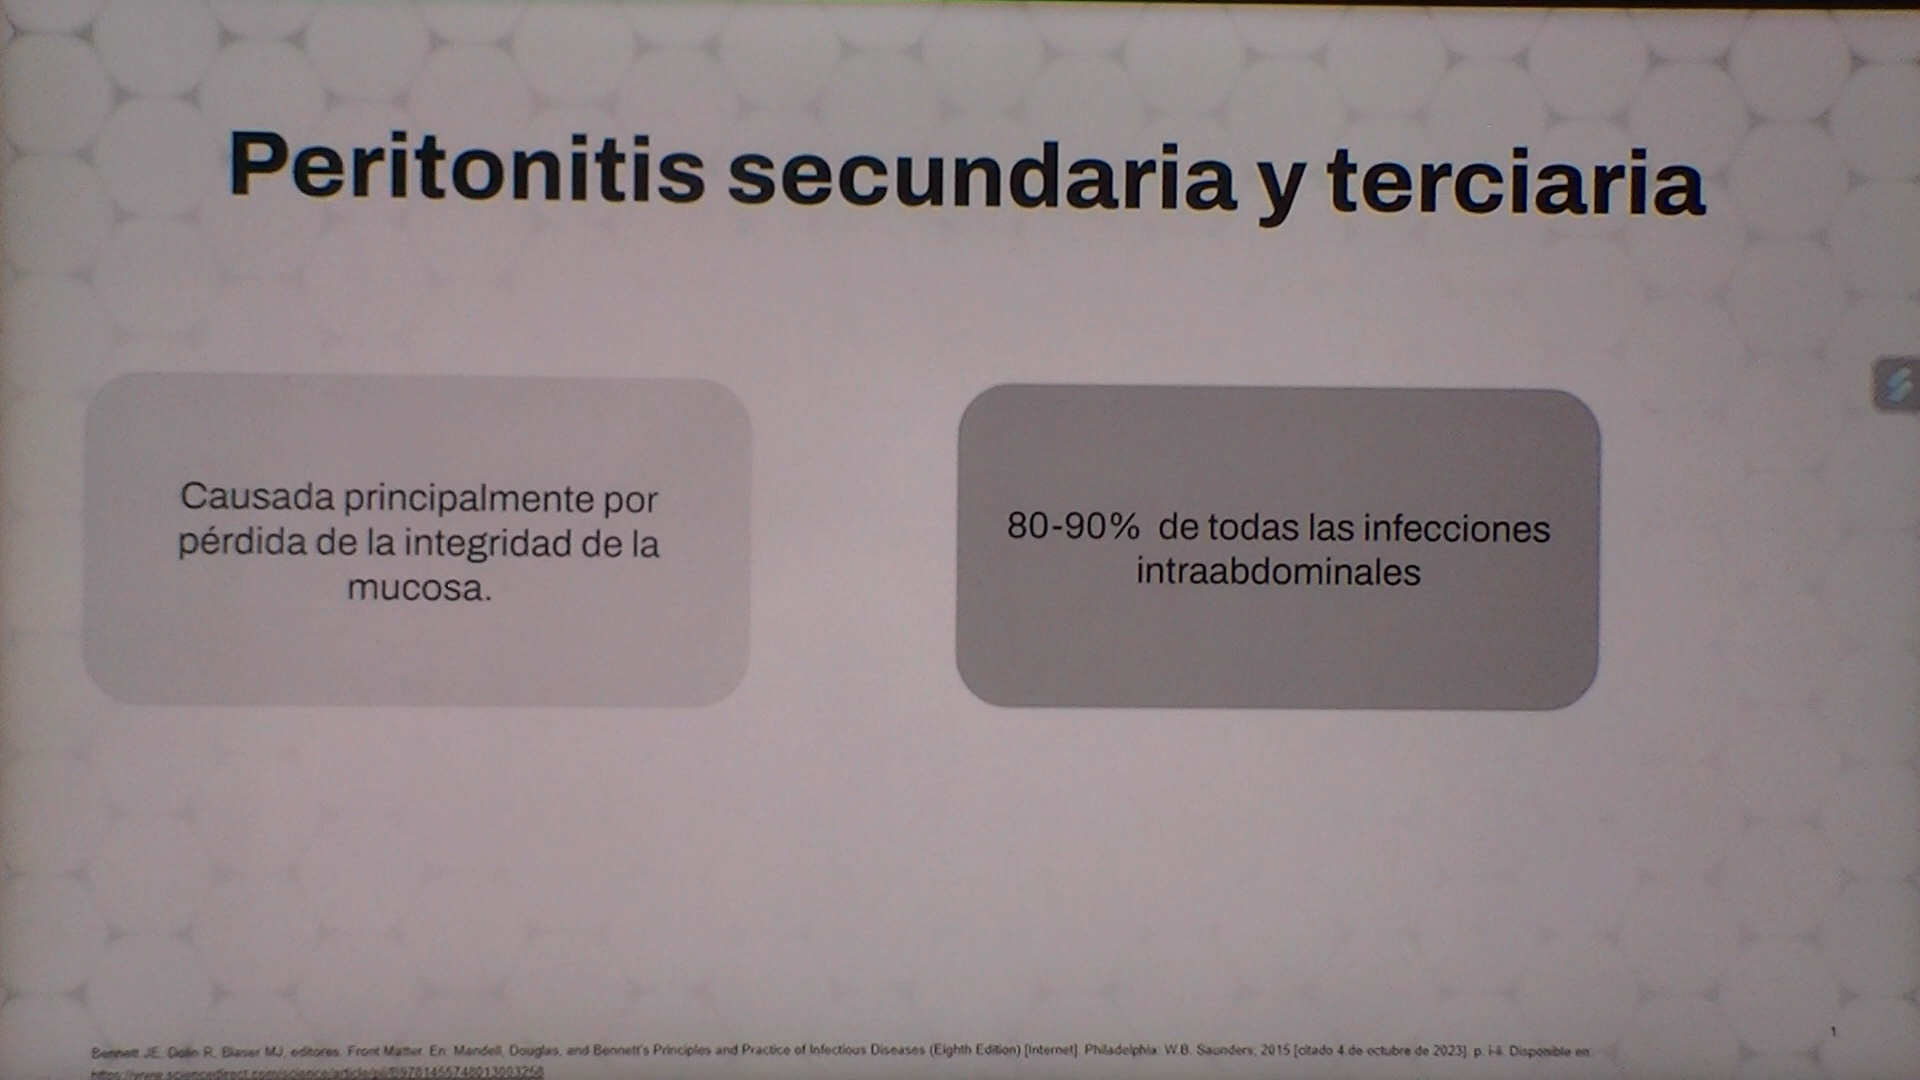 Peritonitis secundaria y terciaria
Causada principalmente por
pérdida de la integridad de la
mucosa.
80-90% de todas las infecciones
intraabdominales
1
Bennett JE, Dolin R, Blaser MJ, editores. Front Matter. En: Mandell, Douglas, and Bennett's Principles and Practice of Infectious Diseases (Eighth Edition) [Internet]. Philadelphia: W.B. Saunders; 2015 [citado 4 de octubre de 2023]. p. i-ii. Disponible en: